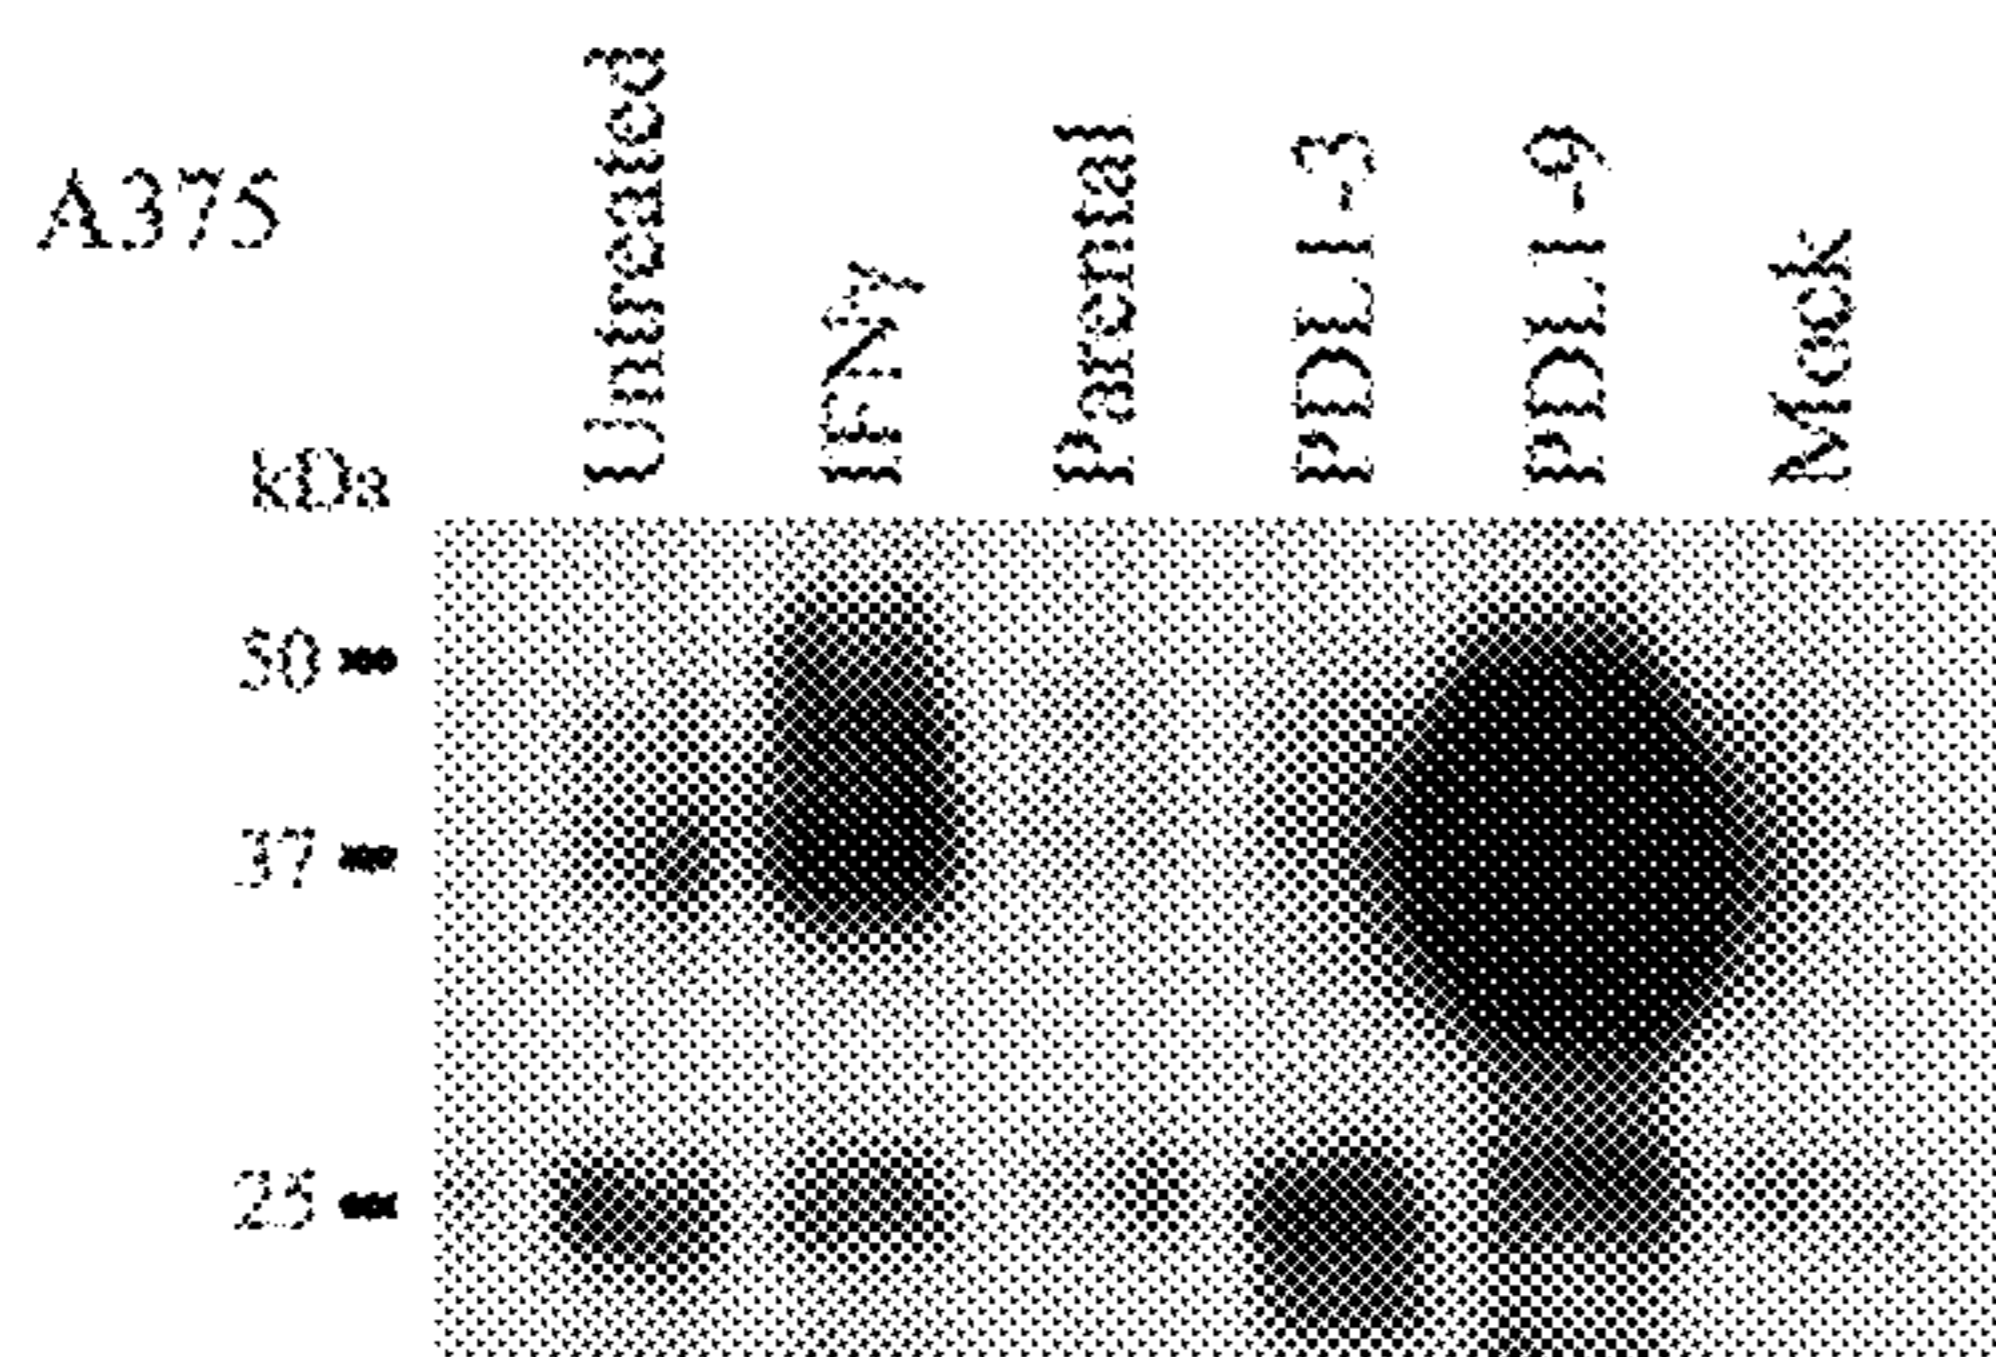 A375
Untreated
IFNγ
Parental
PDL1-3
PDL1-9
Mock
kDa
50
37
25